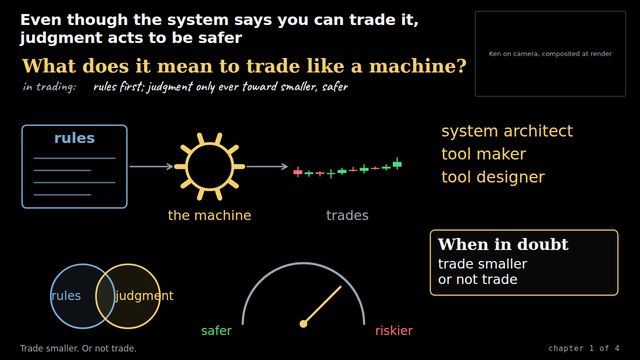 Even though the system says you can trade it,
judgment acts to be safer
What does it mean to trade like a machine?
in trading: rules first; judgment only ever toward smaller, safer
Ken on camera, composited at render
rules
the machine
trades
system architect
tool maker
tool designer
When in doubt
trade smaller
or not trade
rules
judgment
safer
riskier
Trade smaller. Or not trade.
chapter 1 of 4